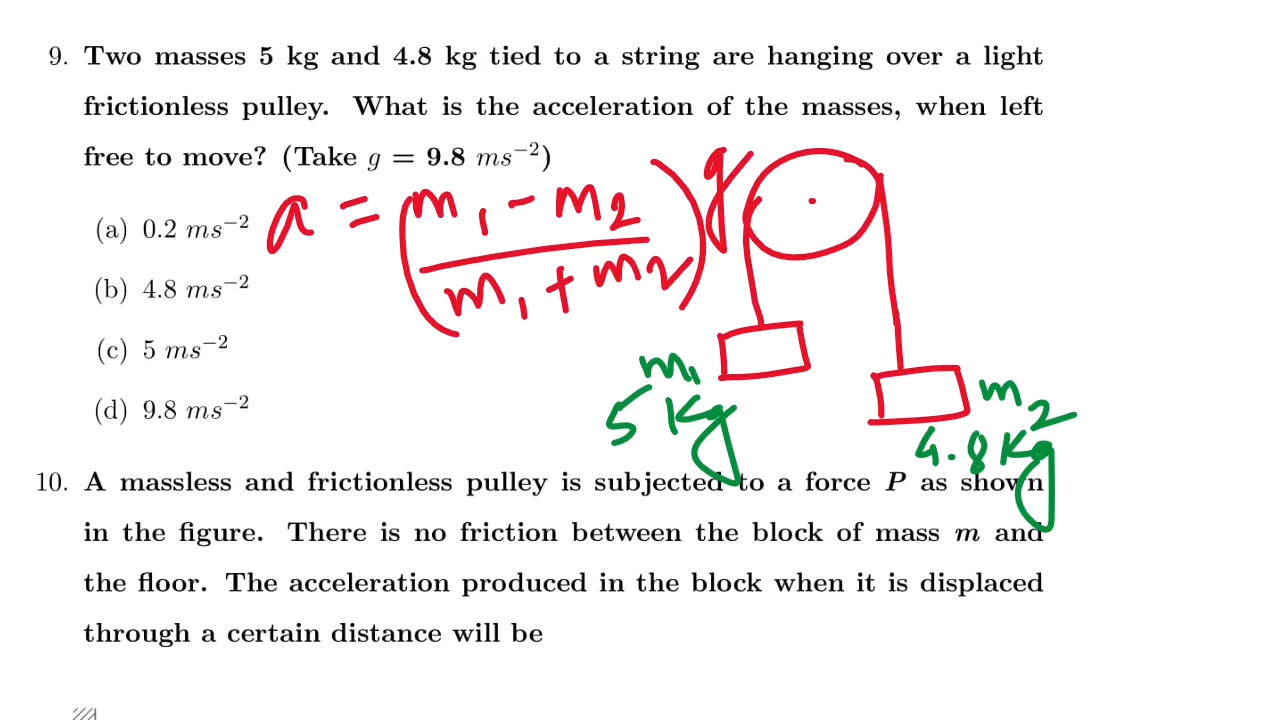 9. Two masses 5 kg and 4.8 kg tied to a string are hanging over a light
frictionless pulley. What is the acceleration of the masses, when left
free to move? (Take g = 9.8 ms⁻²)
a = (m₁ - m₂ / m₁ + m₂) g
(a) 0.2 ms⁻²
(b) 4.8 ms⁻²
(c) 5 ms⁻²
(d) 9.8 ms⁻²
m₁
5 Kg
m₂
4.8 Kg
10. A massless and frictionless pulley is subjected to a force P as shown
in the figure. There is no friction between the block of mass m and
the floor. The acceleration produced in the block when it is displaced
through a certain distance will be